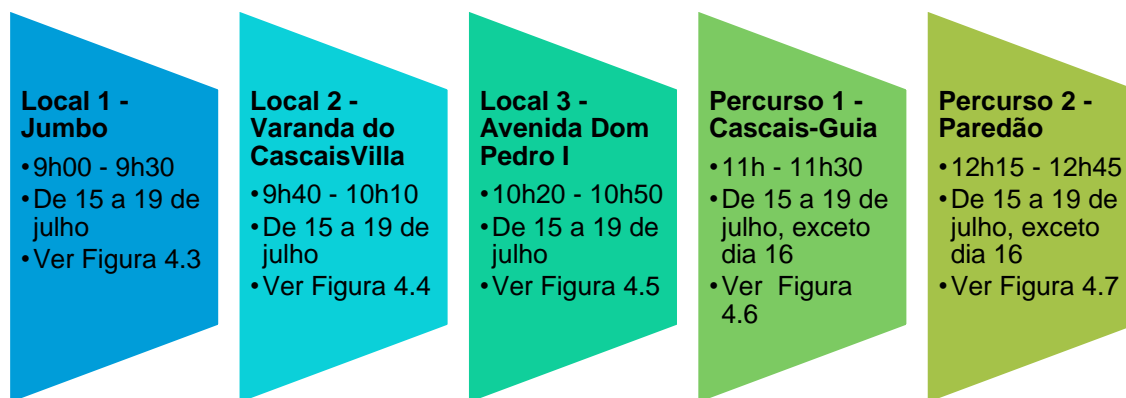 Local 1 -
Jumbo
•9h00 - 9h30
•De 15 a 19 de
julho
•Ver Figura 4.3
Local 2 -
Varanda do
CascaisVilla
•9h40 - 10h10
•De 15 a 19 de
julho
•Ver Figura 4.4
Local 3 -
Avenida Dom
Pedro I
•10h20 - 10h50
•De 15 a 19 de
julho
•Ver Figura 4.5
Percurso 1 -
Cascais-Guia
•11h - 11h30
•De 15 a 19 de
julho, exceto
dia 16
•Ver Figura
4.6
Percurso 2 -
Paredão
•12h15 - 12h45
•De 15 a 19 de
julho, exceto
dia 16
•Ver Figura 4.7